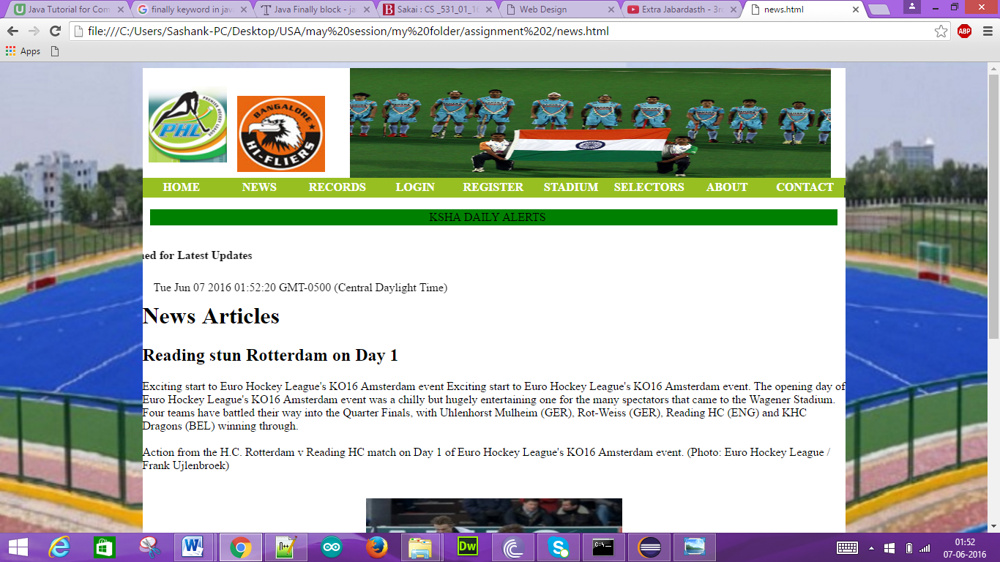 Java Tutorial for Com
finally keyword in java
Java Finally block - ja
Sakai : CS _531_01_16
Web Design
Extra Jabardasth - 3rd
news.html
file:///C:/Users/Sashank-PC/Desktop/USA/may%20session/my%20folder/assignment%202/news.html
ABP
Apps
PREMIER HOCKEY LEAGUE
PHL
BANGALORE
HI-FLIERS
SAHARA
HOME NEWS RECORDS LOGIN REGISTER STADIUM SELECTORS ABOUT CONTACT
KSHA DAILY ALERTS
ned for Latest Updates
Tue Jun 07 2016 01:52:20 GMT-0500 (Central Daylight Time)
News Articles
Reading stun Rotterdam on Day 1
Exciting start to Euro Hockey League's KO16 Amsterdam event Exciting start to Euro Hockey League's KO16 Amsterdam event. The opening day of
Euro Hockey League's KO16 Amsterdam event was a chilly but hugely entertaining one for the many spectators that came to the Wagener Stadium.
Four teams have battled their way into the Quarter Finals, with Uhlenhorst Mulheim (GER), Rot-Weiss (GER), Reading HC (ENG) and KHC
Dragons (BEL) winning through.
Action from the H.C. Rotterdam v Reading HC match on Day 1 of Euro Hockey League's KO16 Amsterdam event. (Photo: Euro Hockey League /
Frank Ujlenbroek)
01:52
07-06-2016